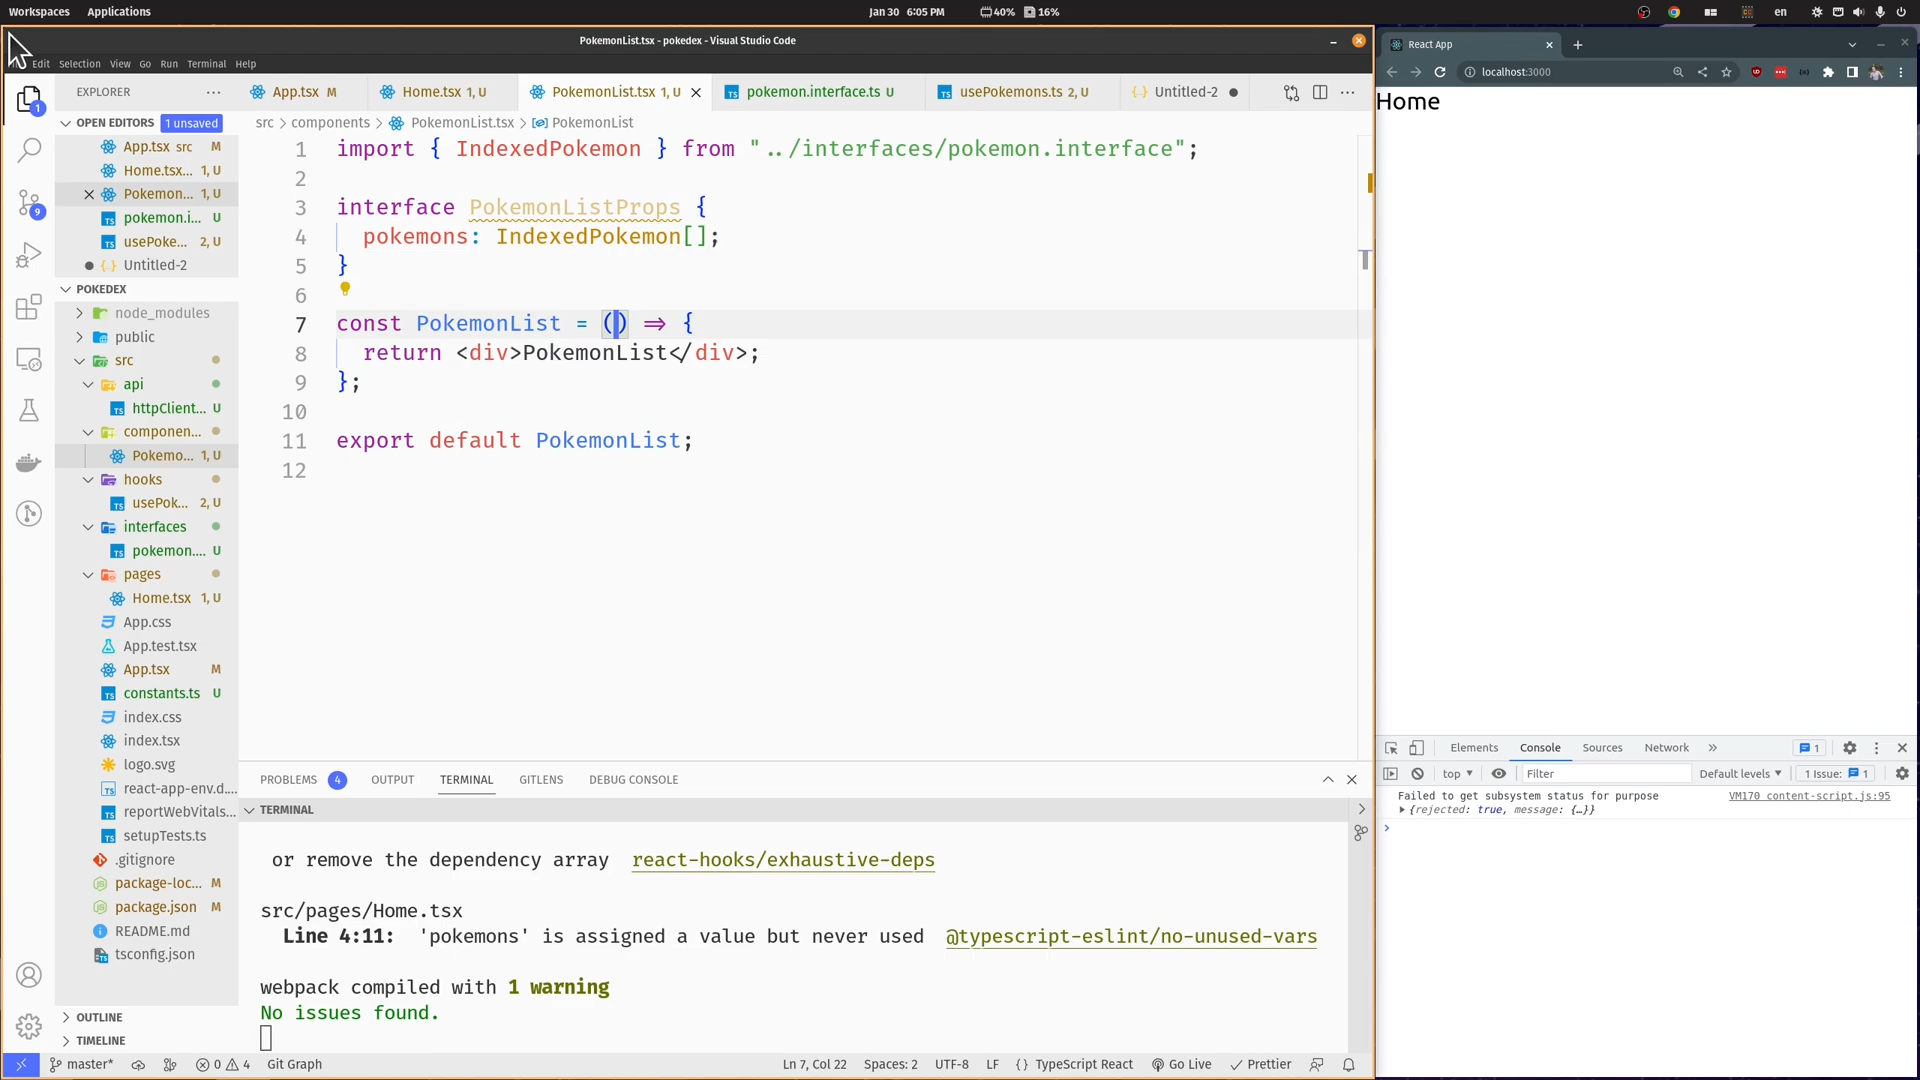 Workspaces Applications Jan 30 6:05 PM 40% 16% en
PokemonList.tsx - pokedex - Visual Studio Code
Edit Selection View Go Run Terminal Help
EXPLORER
OPEN EDITORS 1 unsaved
App.tsx src M
Home.tsx... 1, U
Pokemon... 1, U
pokemon.i... U
usePoke... 2, U
Untitled-2
POKEDEX
node_modules
public
src
api
httpClient... U
componen...
Pokemo... 1, U
hooks
usePok... 2, U
interfaces
pokemon.... U
pages
Home.tsx 1, U
App.css
App.test.tsx
App.tsx M
constants.ts U
index.css
index.tsx
logo.svg
react-app-env.d....
reportWebVitals...
setupTests.ts
.gitignore
package-loc... M
package.json M
README.md
tsconfig.json
OUTLINE
TIMELINE
App.tsx M Home.tsx 1, U PokemonList.tsx 1, U pokemon.interface.ts U usePokemons.ts 2, U Untitled-2
src > components > PokemonList.tsx > PokemonList
1 import { IndexedPokemon } from "../interfaces/pokemon.interface";
2
3 interface PokemonListProps {
4 pokemons: IndexedPokemon[];
5 }
6
7 const PokemonList = () => {
8 return <div>PokemonList</div>;
9 };
10
11 export default PokemonList;
12
PROBLEMS 4 OUTPUT TERMINAL GITLENS DEBUG CONSOLE
TERMINAL
or remove the dependency array react-hooks/exhaustive-deps
src/pages/Home.tsx
Line 4:11: 'pokemons' is assigned a value but never used @typescript-eslint/no-unused-vars
webpack compiled with 1 warning
No issues found.
master* 0 4 Git Graph Ln 7, Col 22 Spaces: 2 UTF-8 LF {} TypeScript React Go Live Prettier
React App
localhost:3000
Home
Elements Console Sources Network 1
top Filter Default levels 1 Issue: 1
Failed to get subsystem status for purpose VM170 content-script.js:95
{rejected: true, message: {…}}